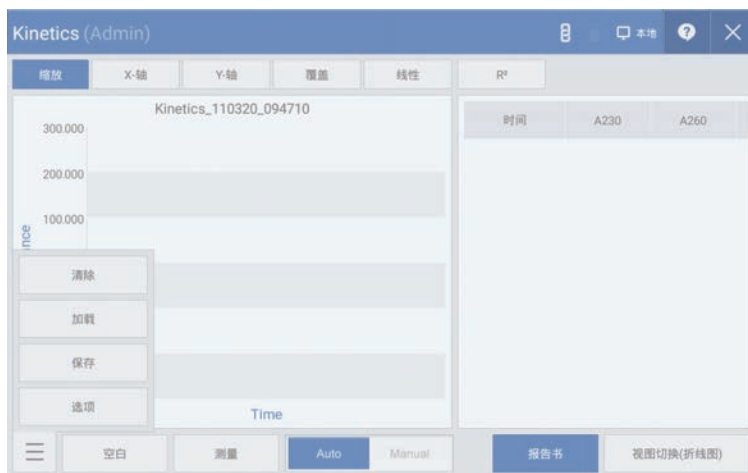 Kinetics (Admin)
本地
?
缩放
X-轴
Y-轴
覆盖
线性
R²
Kinetics_110320_094710
300.000
200.000
100.000
nce
时间
A230
A260
清除
加载
保存
选项
Time
空白
测量
Auto
Manual
报告书
视图切换(折线图)